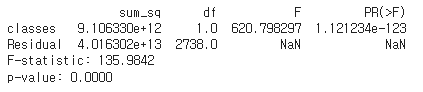 sum_sq df F PR(>F)
classes 9.106330e+12 1.0 620.798297 1.121234e-123
Residual 4.016302e+13 2738.0 NaN NaN
F-statistic: 135.9842
p-value: 0.0000